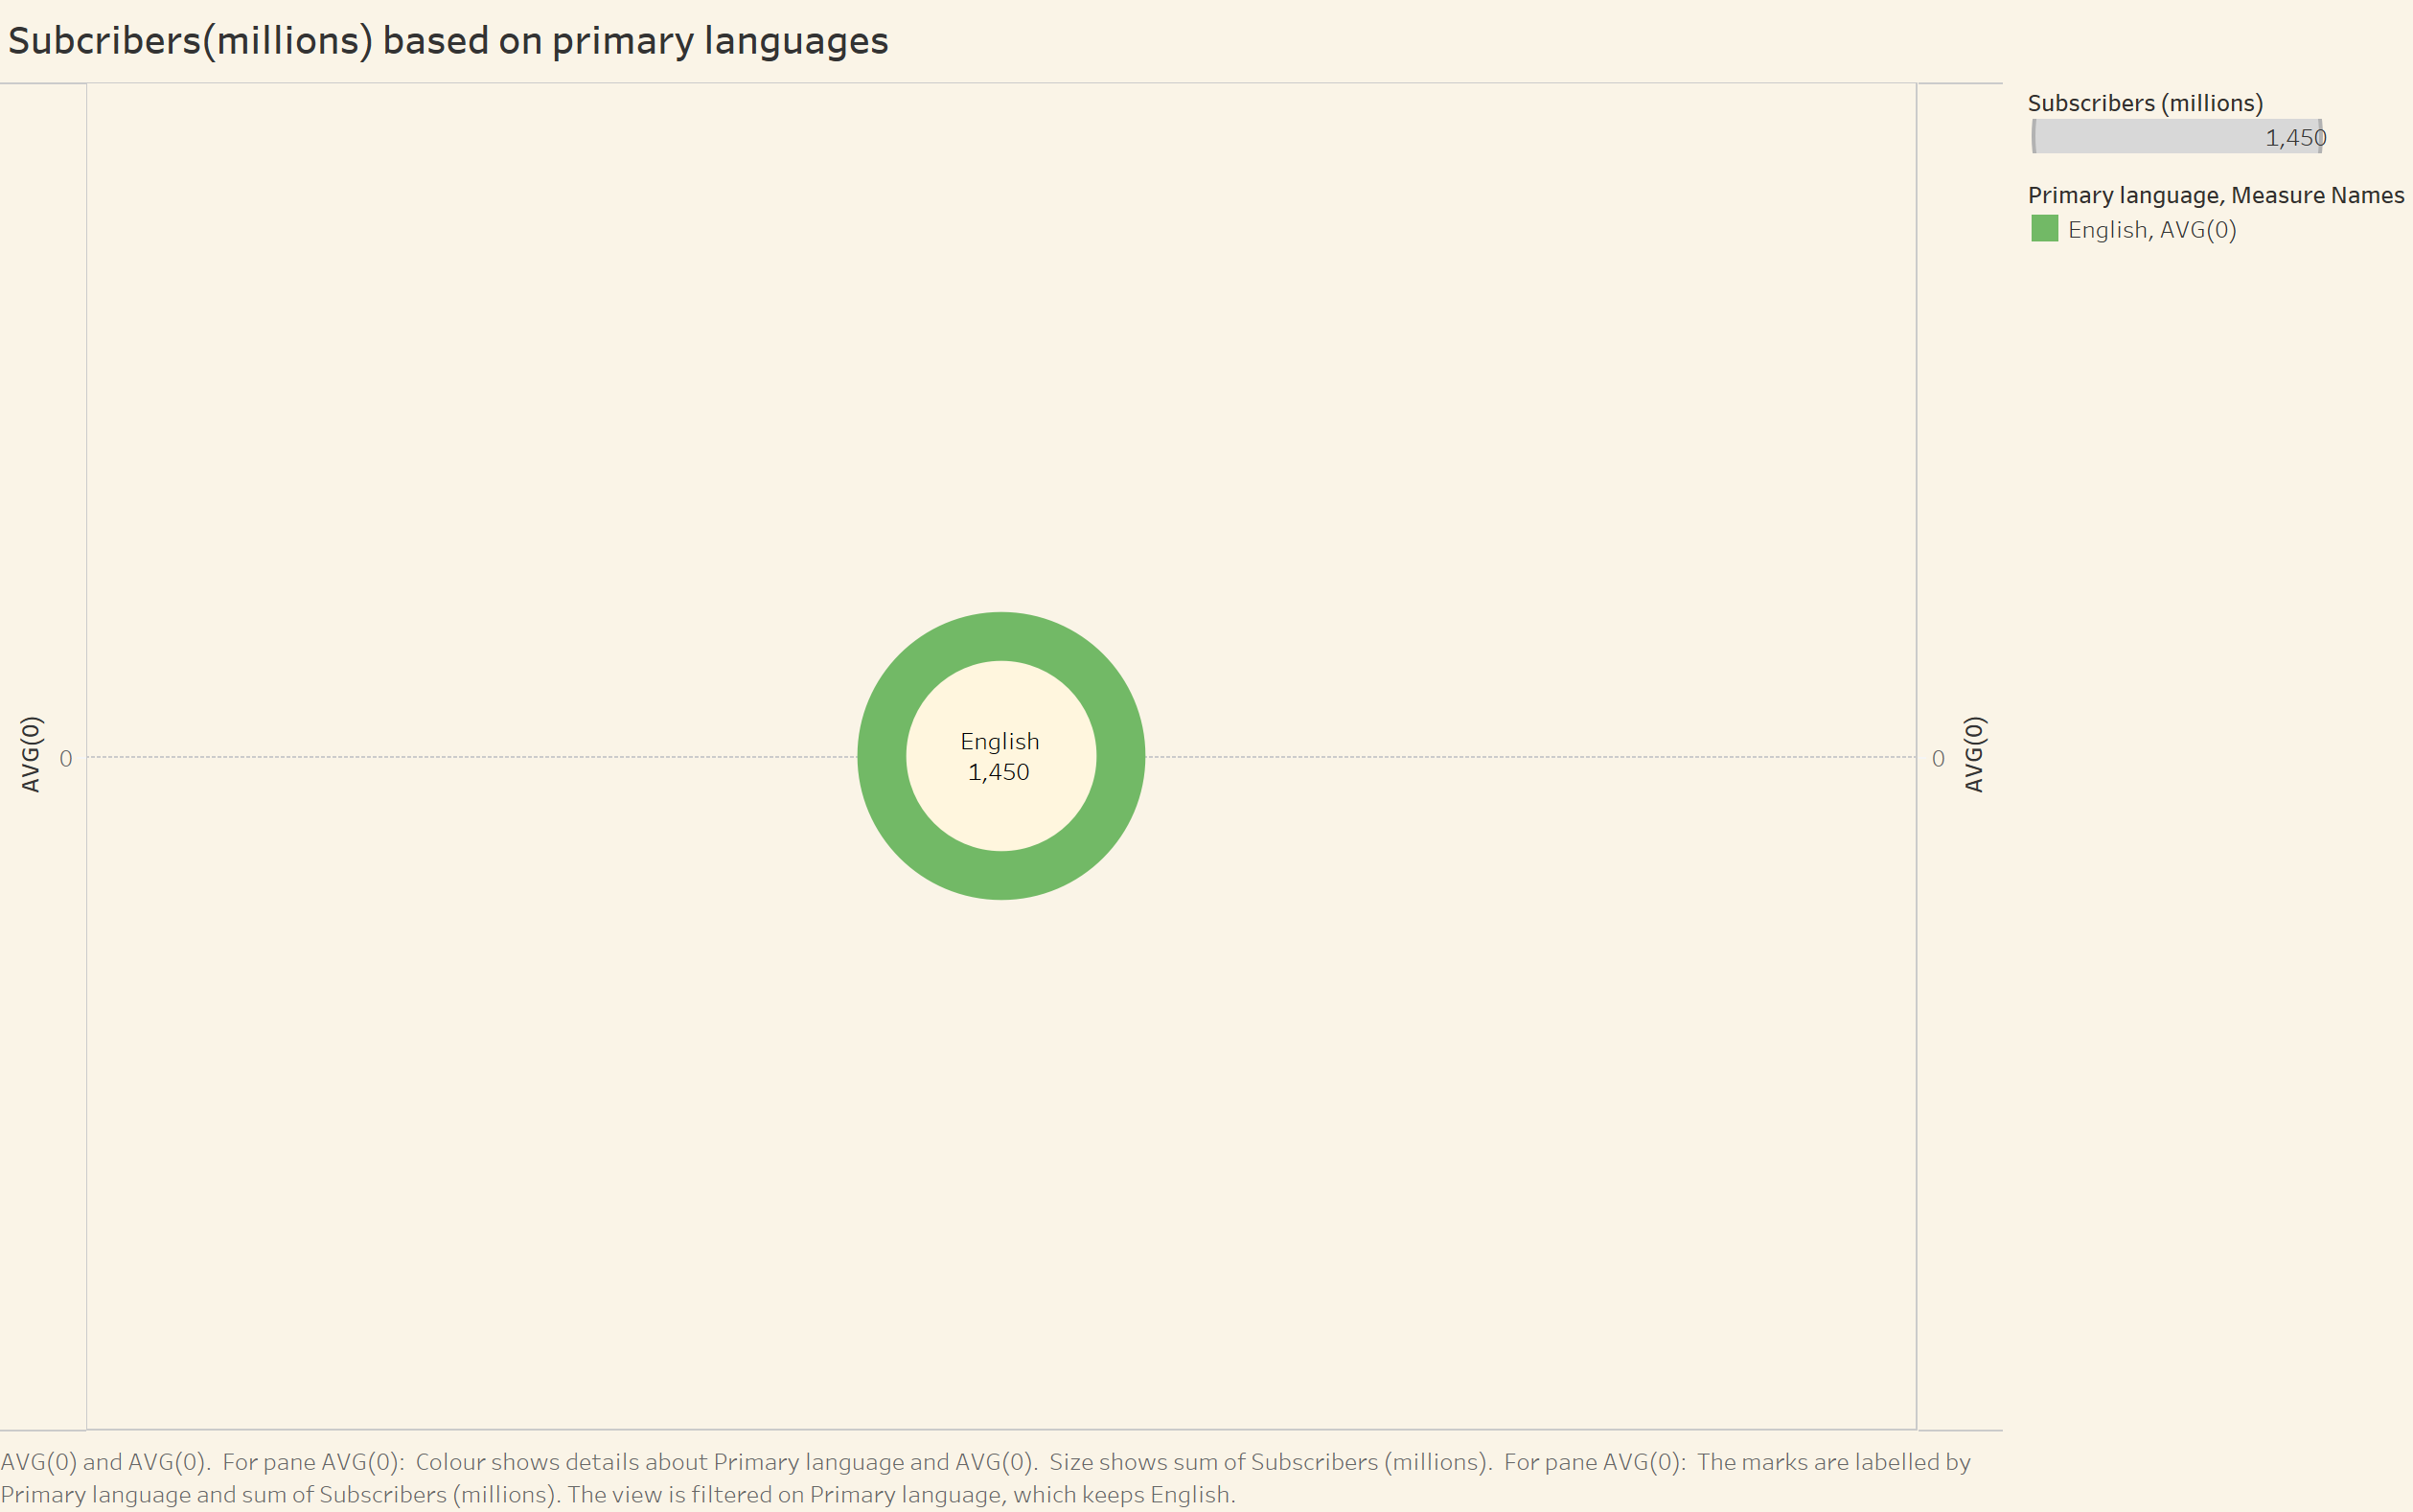 Subcribers(millions) based on primary languages
Subscribers (millions)
1,450
Primary language, Measure Names
English, AVG(0)
AVG(0)
0
English
1,450
0
AVG(0)
AVG(0) and AVG(0).  For pane AVG(0):  Colour shows details about Primary language and AVG(0).  Size shows sum of Subscribers (millions).  For pane AVG(0):  The marks are labelled by
Primary language and sum of Subscribers (millions). The view is filtered on Primary language, which keeps English.